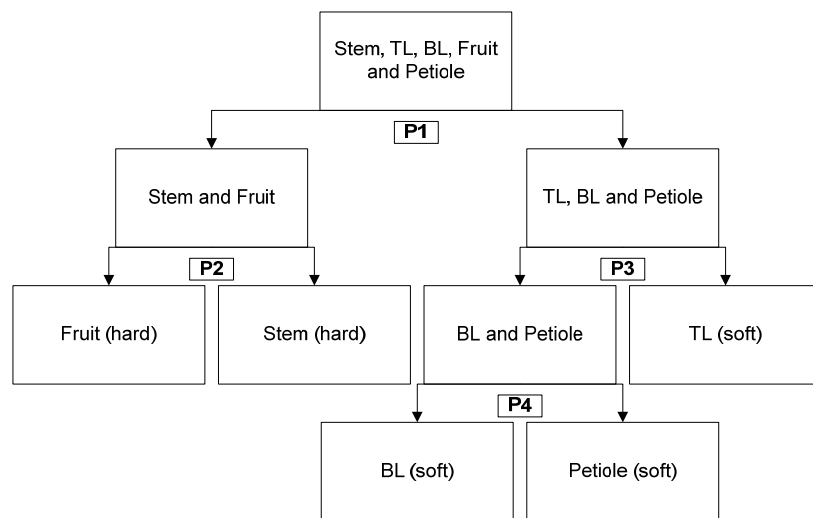 Stem, TL, BL, Fruit
and Petiole
P1
Stem and Fruit
TL, BL and Petiole
P2
P3
Fruit (hard)
Stem (hard)
BL and Petiole
TL (soft)
P4
BL (soft)
Petiole (soft)